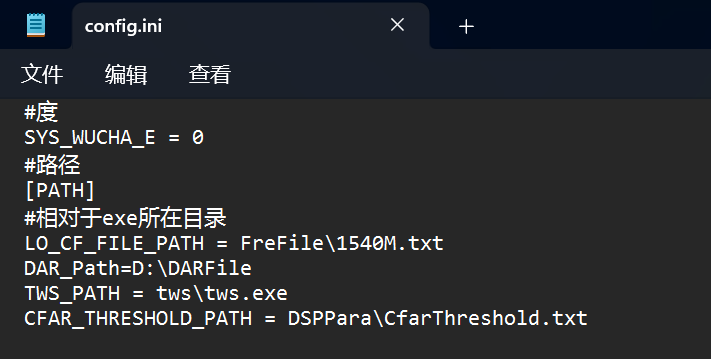 config.ini
文件 编辑 查看
#度
SYS_WUCHA_E = 0
#路径
[PATH]
#相对于exe所在目录
LO_CF_FILE_PATH = FreFile\1540M.txt
DAR_Path=D:\DARFile
TWS_PATH = tws\tws.exe
CFAR_THRESHOLD_PATH = DSPPara\CfarThreshold.txt